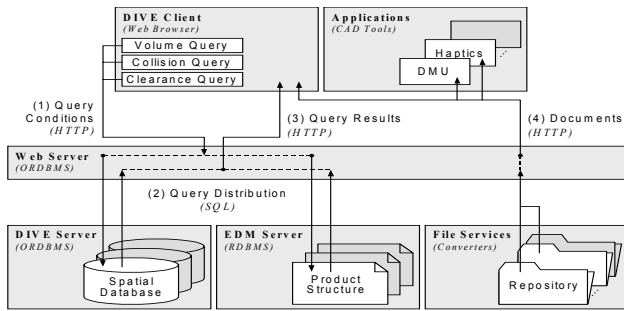 DIVE Client
(Web Browser)
Volume Query
Collision Query
Clearance Query
Applications
(CAD Tools)
Haptics
DMU
(1) Query
Conditions
(HTTP)
(3) Query Results
(HTTP)
(4) Documents
(HTTP)
Web Server
(ORDBMS)
(2) Query Distribution
(SQL)
DIVE Server
(ORDBMS)
Spatial
Database
EDM Server
(RDBMS)
Product
Structure
File Services
(Converters)
Repository